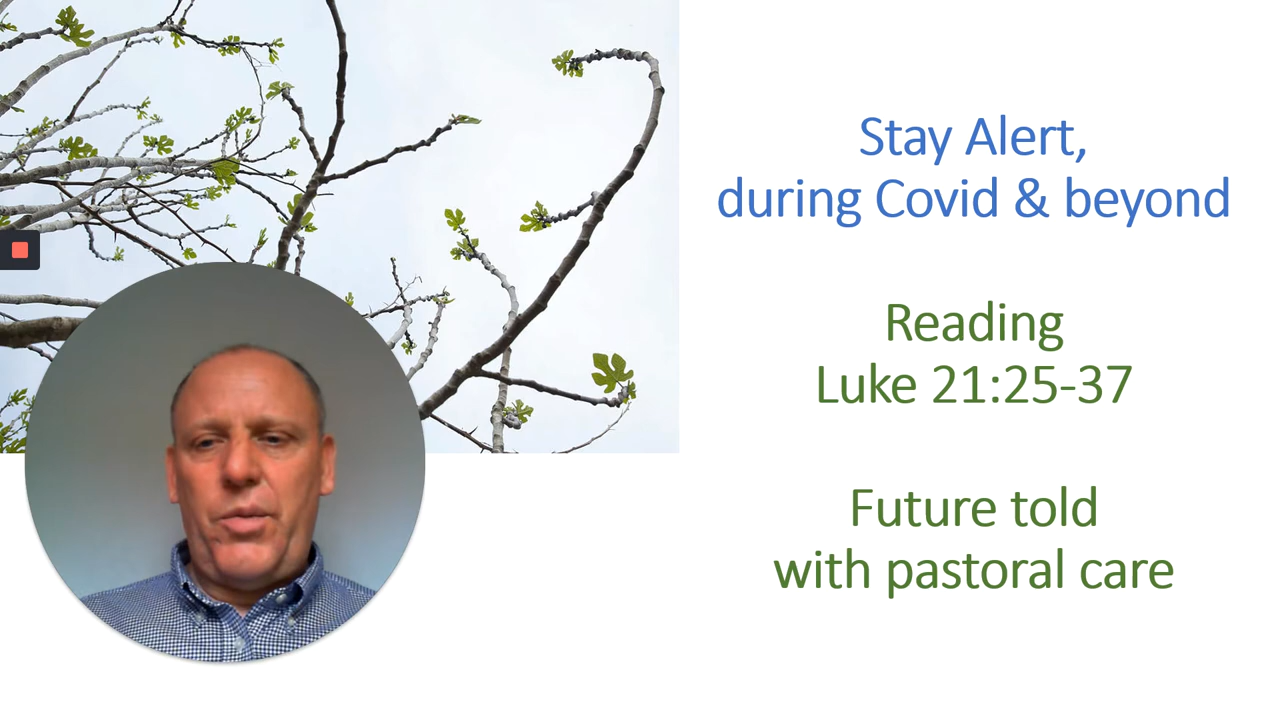 Stay Alert,
during Covid & beyond
Reading
Luke 21:25-37
Future told
with pastoral care